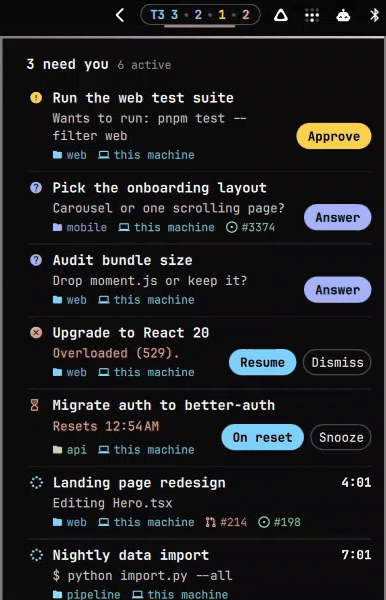 T3 3 · 2 · 1 · 2
3 need you 6 active
Run the web test suite
Wants to run: pnpm test --
filter web
Approve
web this machine
Pick the onboarding layout
Carousel or one scrolling page?
Answer
mobile this machine #3374
Audit bundle size
Drop moment.js or keep it?
Answer
web this machine
Upgrade to React 20
Overloaded (529).
Resume Dismiss
web this machine
Migrate auth to better-auth
Resets 12:54AM
On reset Snooze
api this machine
Landing page redesign 4:01
Editing Hero.tsx
web this machine #214 #198
Nightly data import 7:01
$ python import.py --all
pipeline this machine